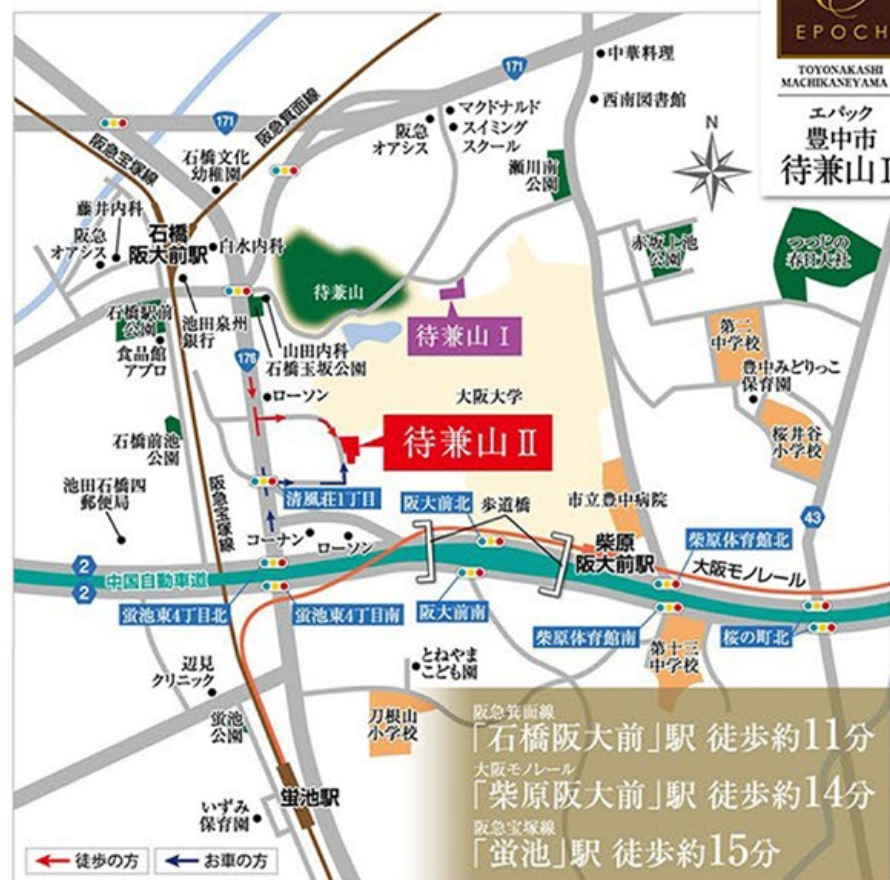 EPOCH
TOYONAKASHI
MACHIKANEYAMA
エパック
豊中市
待兼山
171
中華料理
西南図書館
マクドナルド
スイミング
スクール
阪急
オアシス
171
阪急箕面線
阪急宝塚線
石橋文化
幼稚園
瀬川南
公園
N
藤井内科
阪急
オアシス
石橋
阪大前駅
白水内科
待兼山
赤坂上池
公園
つつじの
春日大社
石橋駅前
公園
池田泉州
銀行
食品館
アプロ
山田内科
石橋玉坂公園
待兼山 I
第二
中学校
豊中みどりっこ
保育園
176
ローソン
大阪大学
待兼山 II
石橋前池
公園
桜井谷
小学校
池田石橋四
郵便局
阪急宝塚線
清風荘1丁目
阪大前北
歩道橋
市立豊中病院
43
コーナン
ローソン
柴原
阪大前駅
柴原体育館北
大阪モノレール
2
2
中国自動車道
蛍池東4丁目北
蛍池東4丁目南
阪大前南
柴原体育館南
桜の町北
第十三
中学校
辺見
クリニック
とねやま
こども園
蛍池
公園
刀根山
小学校
蛍池駅
いずみ
保育園
阪急箕面線
「石橋阪大前」駅 徒歩約11分
大阪モノレール
「柴原阪大前」駅 徒歩約14分
阪急宝塚線
「蛍池」駅 徒歩約15分
徒歩の方
お車の方